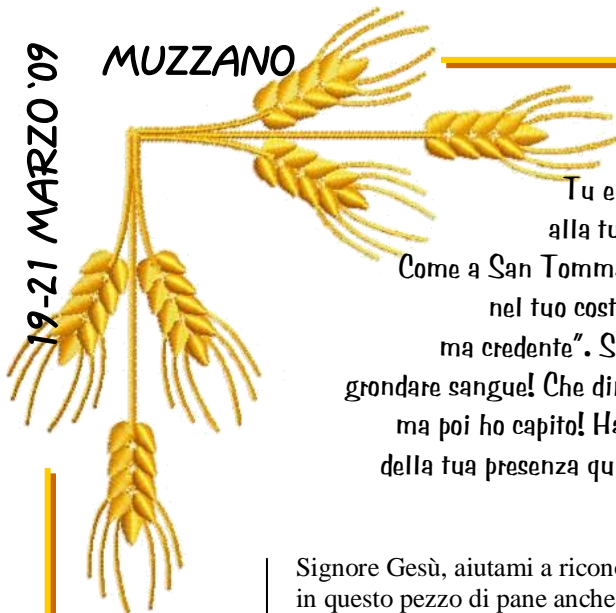 MUZZANO
19-21 MARZO '09
Tu e
alla tu
Come a San Tomma
nel tuo cost
ma credente". S
grondare sangue! Che di
ma poi ho capito! Ha
della tua presenza qu
Signore Gesù, aiutami a ricono
in questo pezzo di pane anche